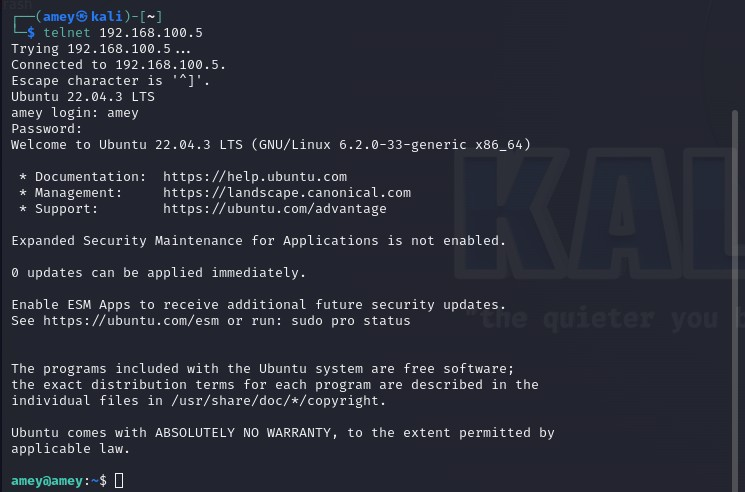 rash
┌──(amey㉿kali)-[~]
└─$ telnet 192.168.100.5
Trying 192.168.100.5...
Connected to 192.168.100.5.
Escape character is '^]'.
Ubuntu 22.04.3 LTS
amey login: amey
Password:
Welcome to Ubuntu 22.04.3 LTS (GNU/Linux 6.2.0-33-generic x86_64)
* Documentation:  https://help.ubuntu.com
* Management:     https://landscape.canonical.com
* Support:        https://ubuntu.com/advantage
KAL
Expanded Security Maintenance for Applications is not enabled.
0 updates can be applied immediately.
Enable ESM Apps to receive additional future security updates.
See https://ubuntu.com/esm or run: sudo pro status
"the quieter you b
The programs included with the Ubuntu system are free software;
the exact distribution terms for each program are described in the
individual files in /usr/share/doc/*/copyright.
Ubuntu comes with ABSOLUTELY NO WARRANTY, to the extent permitted by
applicable law.
amey@amey:~$